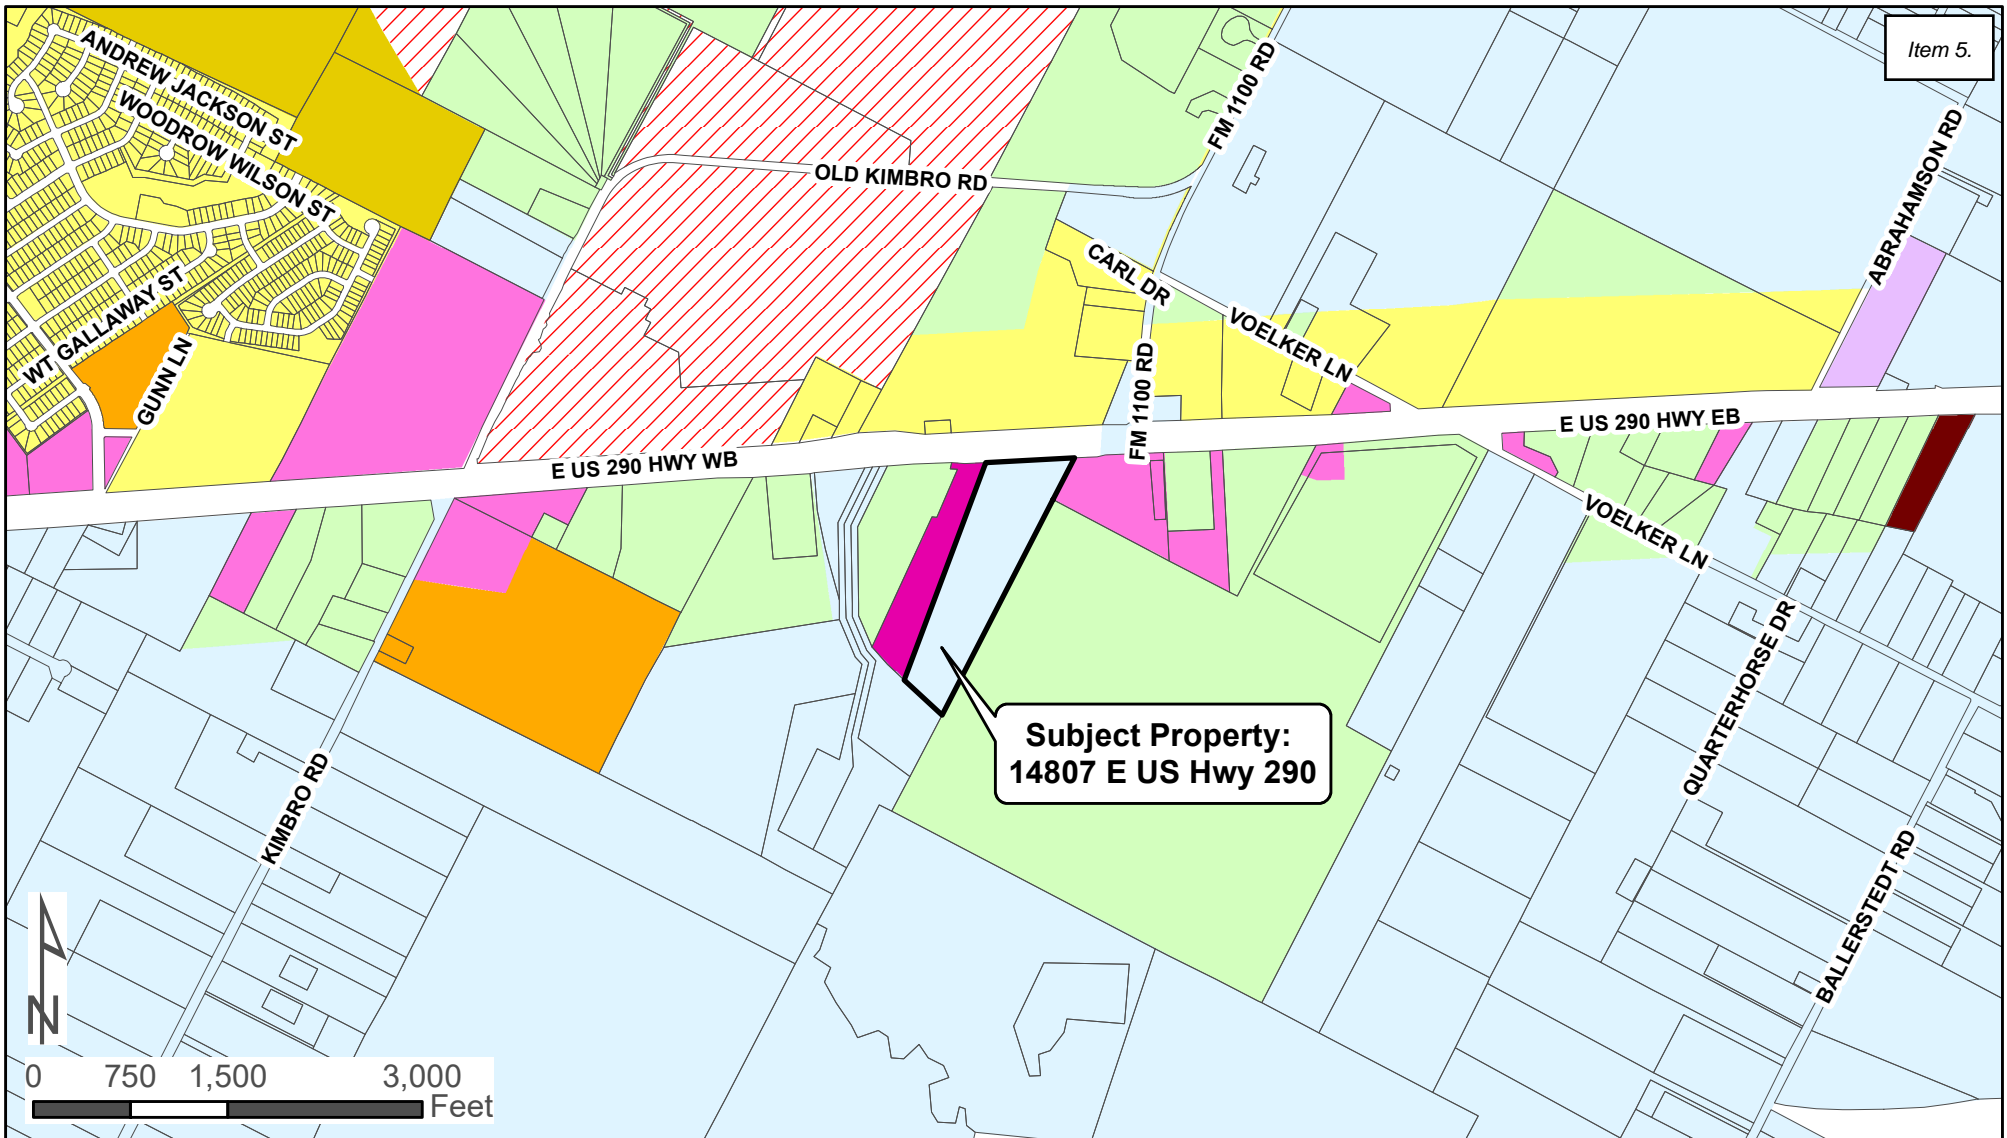 Item 5.
ANDREW JACKSON ST
WOODROW WILSON ST
FM 1100 RD
OLD KIMBRO RD
ABRAHAMSON RD
CARL DR
WT GALLAWAY ST
GUNN LN
VOELKER LN
FM 1100 RD
E US 290 HWY EB
E US 290 HWY WB
VOELKER LN
QUARTERHORSE DR
Subject Property:
14807 E US Hwy 290
KIMBRO RD
BALLERSTEDT RD
N
0 750 1,500 3,000
Feet